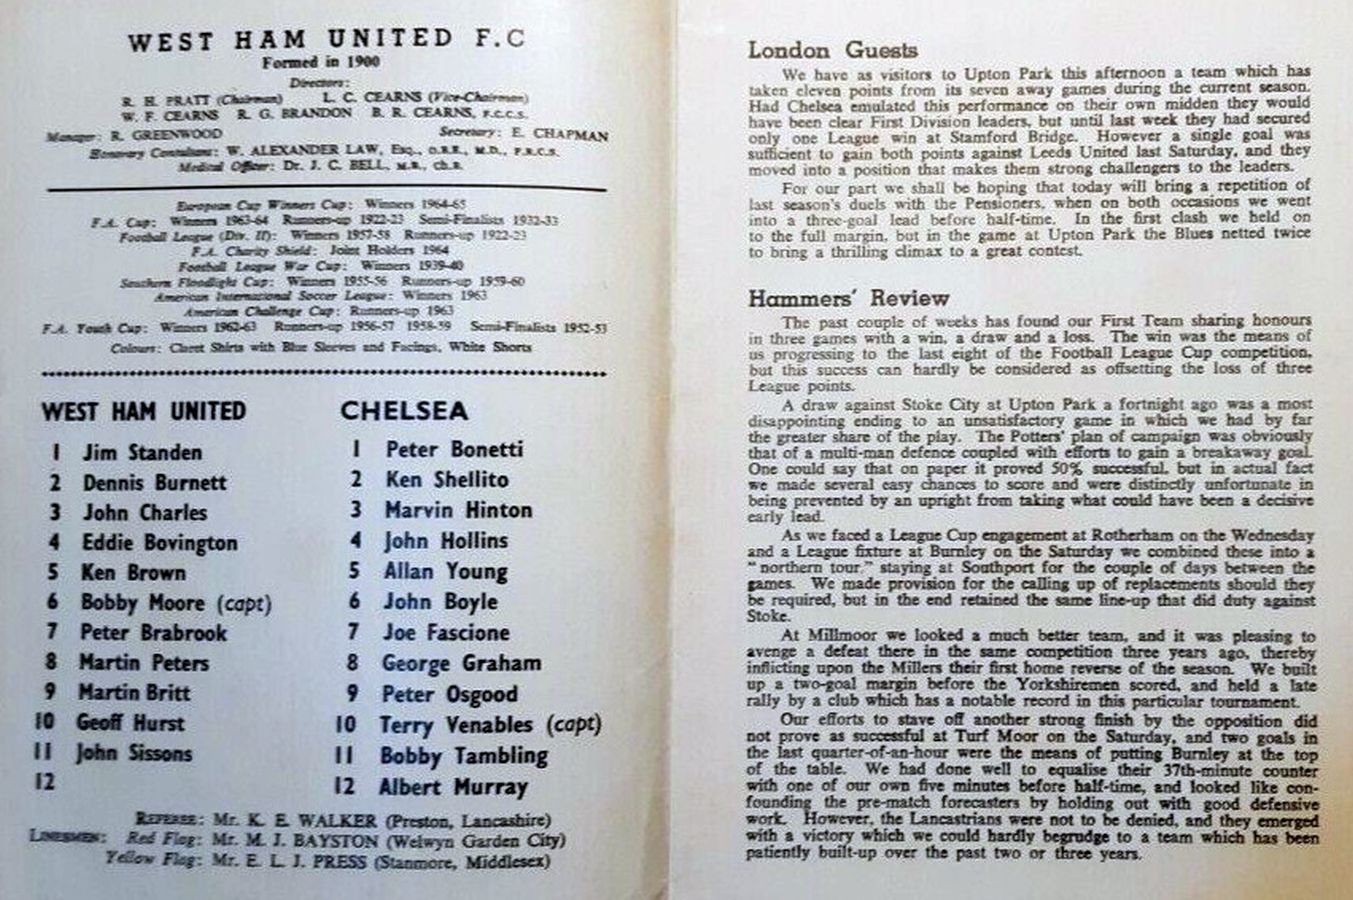 WEST HAM UNITED F.C
Formed in 1900
Directors:
R. H. PRATT (Chairman) L. C. CEARNS (Vice-Chairman)
W. F. CEARNS R. G. BRANDON B. R. CEARNS, F.C.C.S.
Manager: R. GREENWOOD Secretary: E. CHAPMAN
Honorary Consultant: W. ALEXANDER LAW, Esq., O.B.E., M.D., F.R.C.S.
Medical Officer: Dr. J. C. BELL, M.B., Ch.B.
European Cup Winners Cup: Winners 1964-65
F.A. Cup: Winners 1963-64 Runners-up 1922-23 Semi-Finalists 1932-33
Football League (Div. II): Winners 1957-58 Runners-up 1922-23
F.A. Charity Shield: Joint Holders 1964
Football League War Cup: Winners 1939-40
Southern Floodlight Cup: Winners 1955-56 Runners-up 1959-60
American International Soccer League: Winners 1963
American Challenge Cup: Runners-up 1963
F.A. Youth Cup: Winners 1962-63 Runners-up 1956-57 1958-59 Semi-Finalists 1952-53
Colours: Claret Shirts with Blue Sleeves and Facings, White Shorts
WEST HAM UNITED
1 Jim Standen
2 Dennis Burnett
3 John Charles
4 Eddie Bovington
5 Ken Brown
6 Bobby Moore (capt)
7 Peter Brabrook
8 Martin Peters
9 Martin Britt
10 Geoff Hurst
11 John Sissons
12
CHELSEA
1 Peter Bonetti
2 Ken Shellito
3 Marvin Hinton
4 John Hollins
5 Allan Young
6 John Boyle
7 Joe Fascione
8 George Graham
9 Peter Osgood
10 Terry Venables (capt)
11 Bobby Tambling
12 Albert Murray
REFEREE: Mr. K. E. WALKER (Preston, Lancashire)
LINESMEN: Red Flag: Mr. M. J. BAYSTON (Welwyn Garden City)
Yellow Flag: Mr. E. L. J. PRESS (Stanmore, Middlesex)
London Guests
We have as visitors to Upton Park this afternoon a team which has
taken eleven points from its seven away games during the current season.
Had Chelsea emulated this performance on their own midden they would
have been clear First Division leaders, but until last week they had secured
only one League win at Stamford Bridge. However a single goal was
sufficient to gain both points against Leeds United last Saturday, and they
moved into a position that makes them strong challengers to the leaders.
For our part we shall be hoping that today will bring a repetition of
last season's duels with the Pensioners, when on both occasions we went
into a three-goal lead before half-time. In the first clash we held on
to the full margin, but in the game at Upton Park the Blues netted twice
to bring a thrilling climax to a great contest.
Hammers' Review
The past couple of weeks has found our First Team sharing honours
in three games with a win, a draw and a loss. The win was the means of
us progressing to the last eight of the Football League Cup competition,
but this success can hardly be considered as offsetting the loss of three
League points.
A draw against Stoke City at Upton Park a fortnight ago was a most
disappointing ending to an unsatisfactory game in which we had by far
the greater share of the play. The Potters' plan of campaign was obviously
that of a multi-man defence coupled with efforts to gain a breakaway goal.
One could say that on paper it proved 50% successful, but in actual fact
we made several easy chances to score and were distinctly unfortunate in
being prevented by an upright from taking what could have been a decisive
early lead.
As we faced a League Cup engagement at Rotherham on the Wednesday
and a League fixture at Burnley on the Saturday we combined these into a
"northern tour," staying at Southport for the couple of days between the
games. We made provision for the calling up of replacements should they
be required, but in the end retained the same line-up that did duty against
Stoke.
At Millmoor we looked a much better team, and it was pleasing to
avenge a defeat there in the same competition three years ago, thereby
inflicting upon the Millers their first home reverse of the season. We built
up a two-goal margin before the Yorkshiremen scored, and held a late
rally by a club which has a notable record in this particular tournament.
Our efforts to stave off another strong finish by the opposition did
not prove as successful at Turf Moor on the Saturday, and two goals in
the last quarter-of-an-hour were the means of putting Burnley at the top
of the table. We had done well to equalise their 37th-minute counter
with one of our own five minutes before half-time, and looked like con-
founding the pre-match forecasters by holding out with good defensive
work. However, the Lancastrians were not to be denied, and they emerged
with a victory which we could hardly begrudge to a team which has been
patiently built-up over the past two or three years.